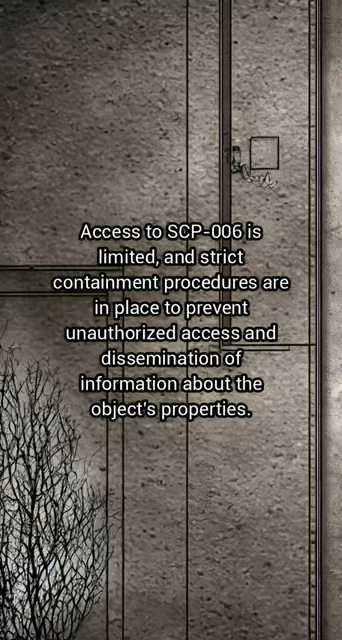 Access to SCP-006 is
limited, and strict
containment procedures are
in place to prevent
unauthorized access and
dissemination of
information about the
object's properties.